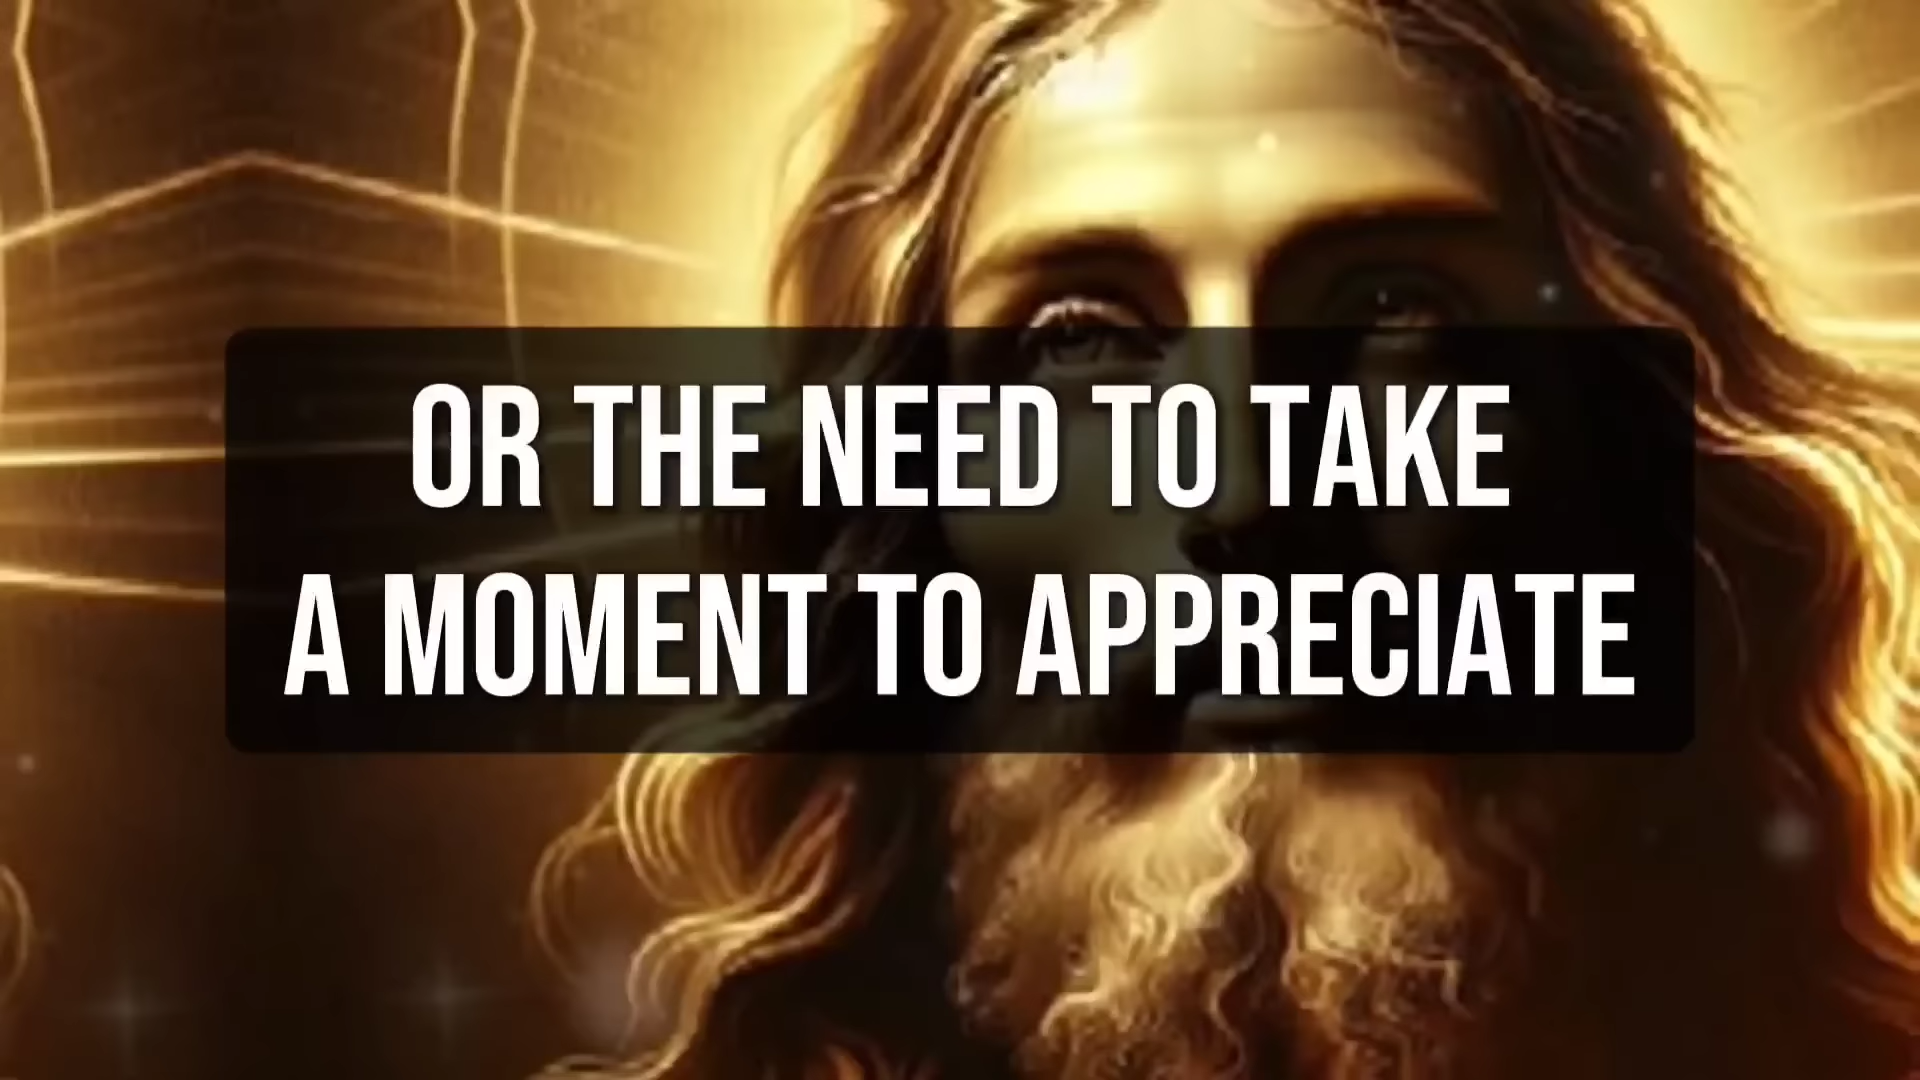 OR THE NEED TO TAKE
A MOMENT TO APPRECIATE